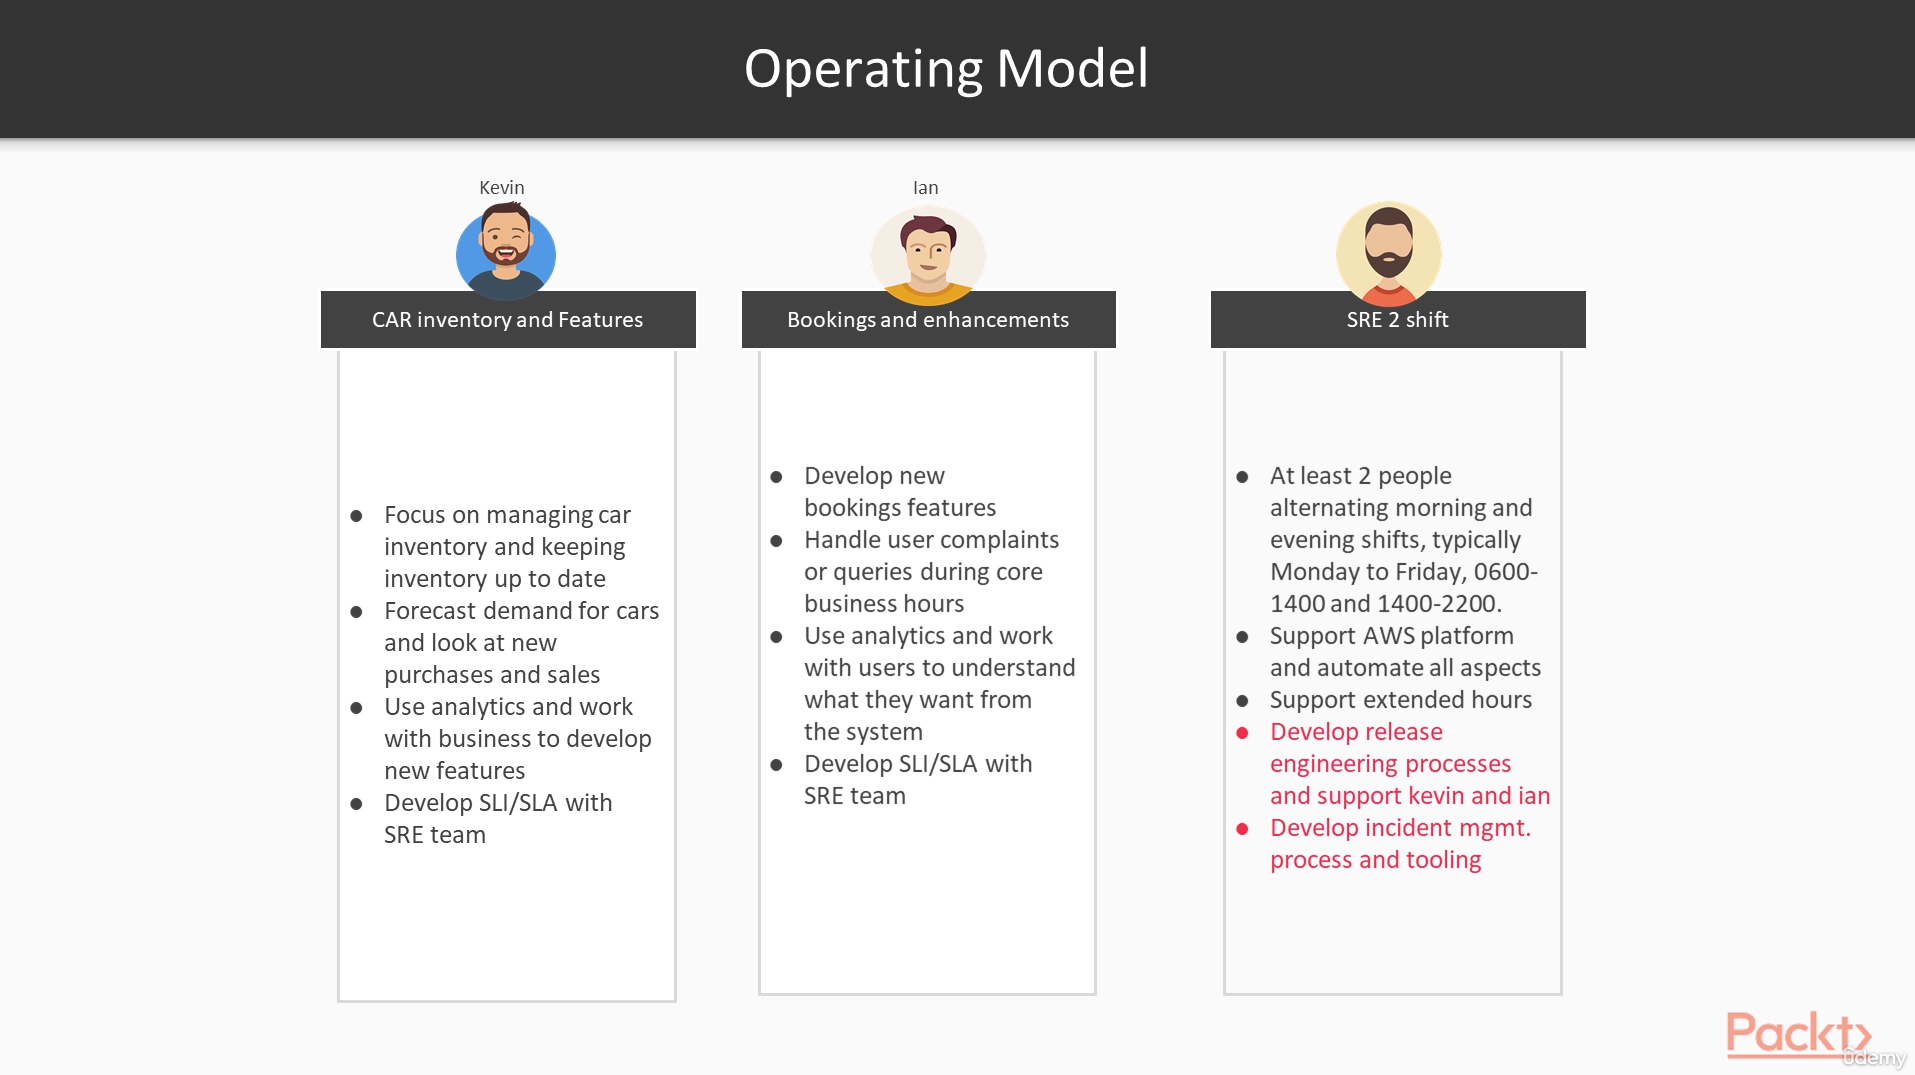 Operating Model
Kevin
CAR inventory and Features
● Focus on managing car
inventory and keeping
inventory up to date
● Forecast demand for cars
and look at new
purchases and sales
● Use analytics and work
with business to develop
new features
● Develop SLI/SLA with
SRE team
Ian
Bookings and enhancements
● Develop new
bookings features
● Handle user complaints
or queries during core
business hours
● Use analytics and work
with users to understand
what they want from
the system
● Develop SLI/SLA with
SRE team
SRE 2 shift
● At least 2 people
alternating morning and
evening shifts, typically
Monday to Friday, 0600-
1400 and 1400-2200.
● Support AWS platform
and automate all aspects
● Support extended hours
● Develop release
engineering processes
and support kevin and ian
● Develop incident mgmt.
process and tooling
Packt>
ûdemy